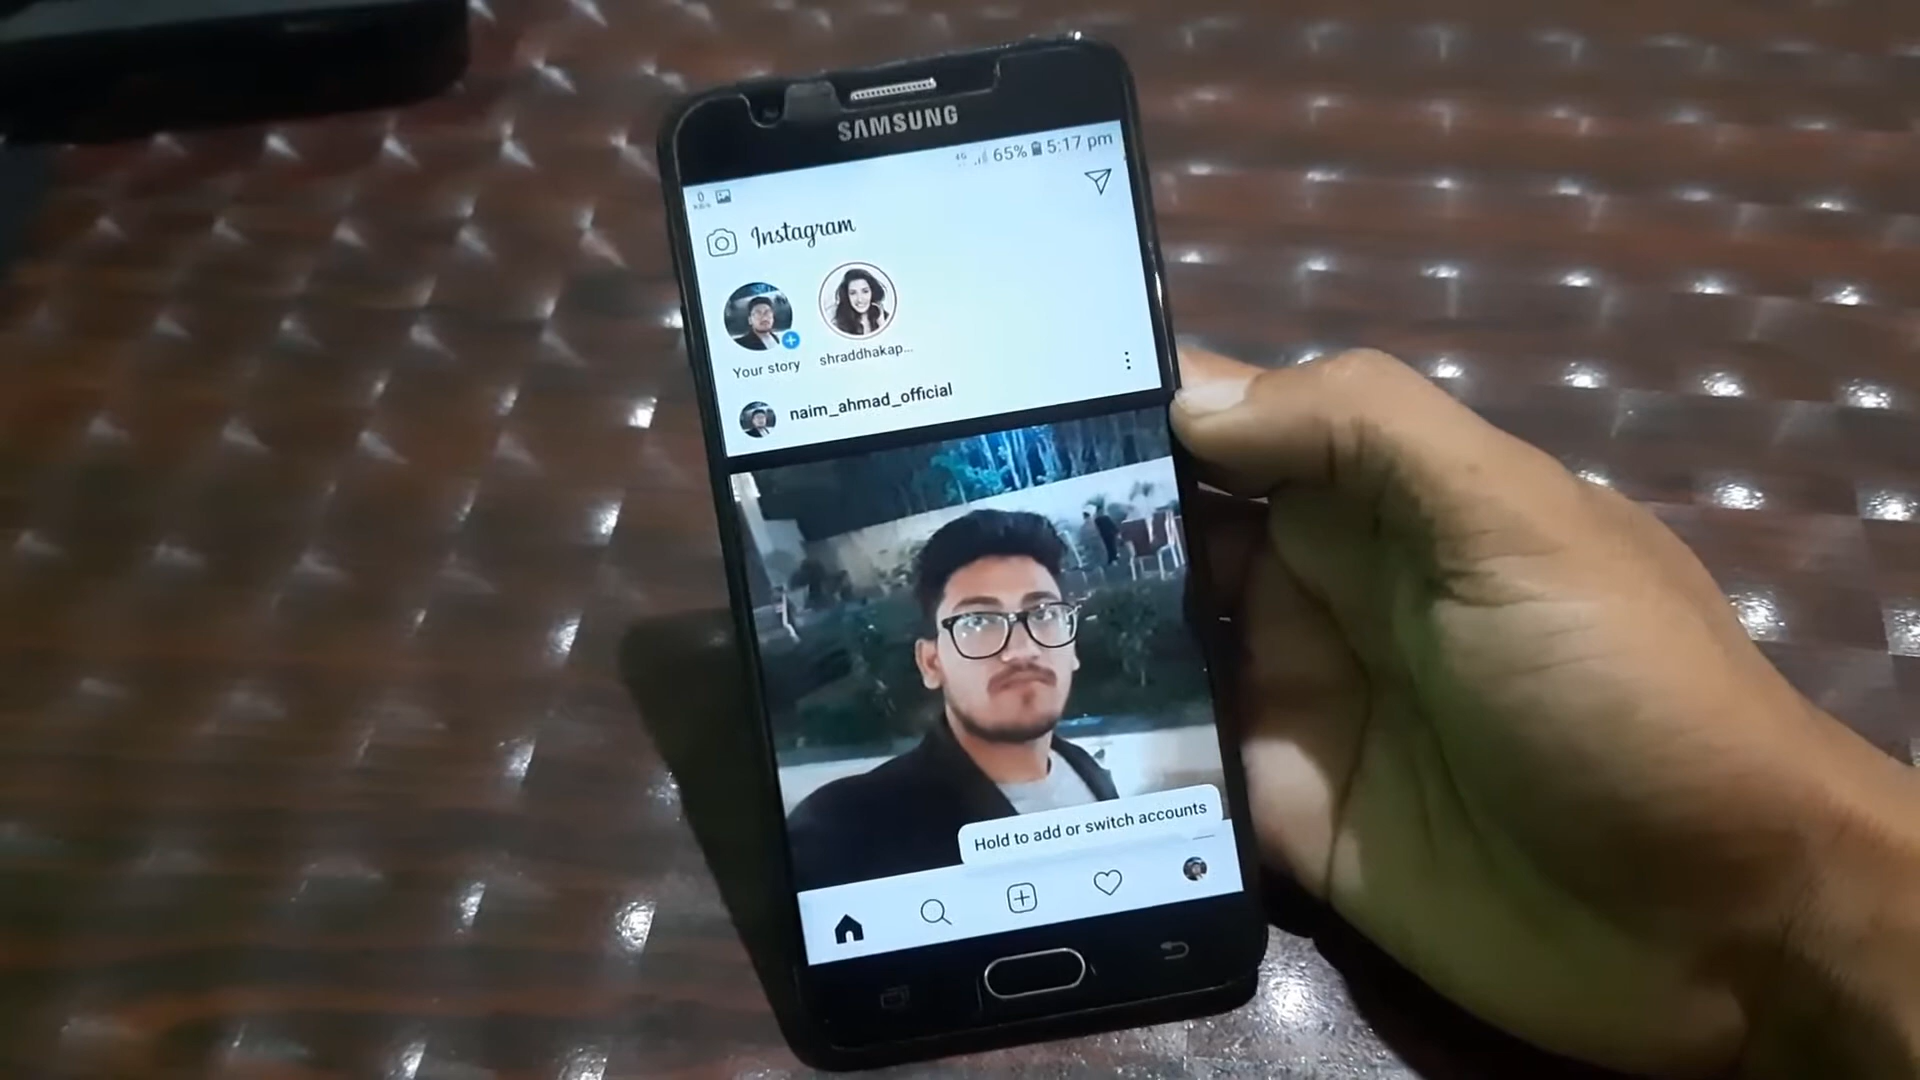 SAMSUNG
65% 5:17 pm
Instagram
Your story
shraddhakap...
naim_ahmad_official
Hold to add or switch accounts